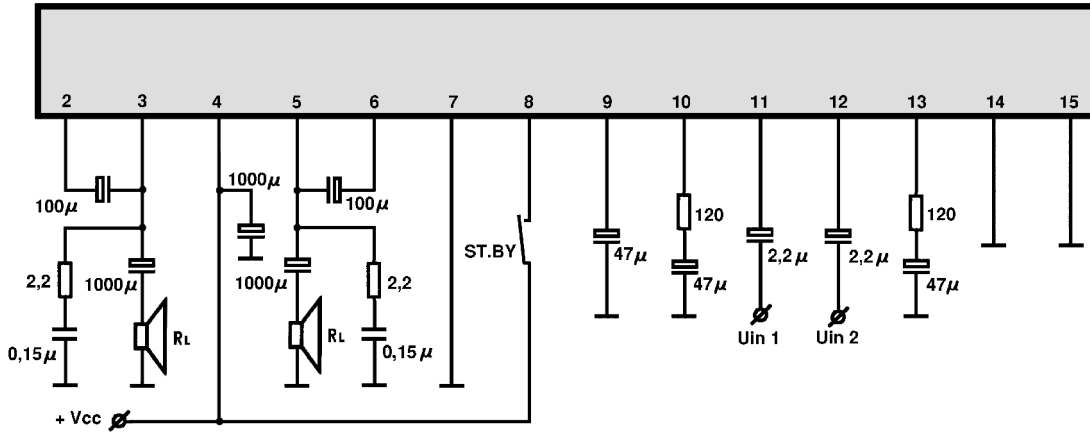 2 3 4 5 6 7 8 9 10 11 12 13 14 15
1000μ
100μ 100μ
120 120
ST.BY 47μ 2,2μ 2,2μ
2,2 1000μ 1000μ 2,2 47μ 47μ
Uin 1 Uin 2
RL RL
0,15μ 0,15μ
+ Vcc